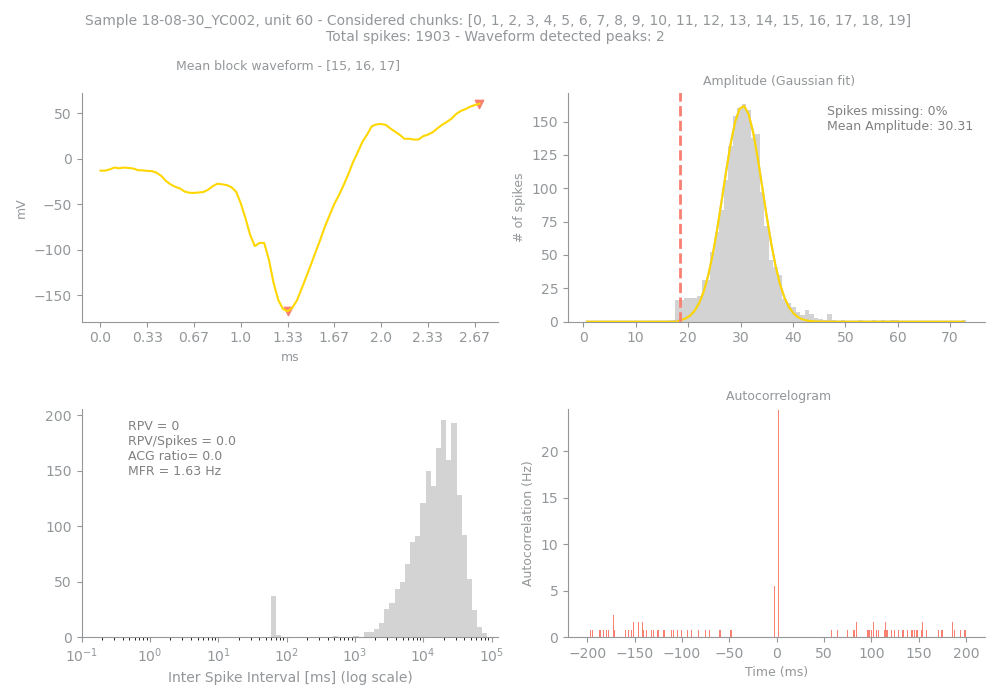 Sample 18-08-30_YC002, unit 60 - Considered chunks: [0, 1, 2, 3, 4, 5, 6, 7, 8, 9, 10, 11, 12, 13, 14, 15, 16, 17, 18, 19]
Total spikes: 1903 - Waveform detected peaks: 2
Mean block waveform - [15, 16, 17]
50
0
−50
−100
−150
mV
0.0 0.33 0.67 1.0 1.33 1.67 2.0 2.33 2.67
ms
Amplitude (Gaussian fit)
Spikes missing: 0%
Mean Amplitude: 30.31
150
125
100
75
50
25
0
# of spikes
0 10 20 30 40 50 60 70
RPV = 0
RPV/Spikes = 0.0
ACG ratio= 0.0
MFR = 1.63 Hz
200
150
100
50
0
10⁻¹ 10⁰ 10¹ 10² 10³ 10⁴ 10⁵
Inter Spike Interval [ms] (log scale)
Autocorrelogram
20
15
10
5
0
Autocorrelation (Hz)
−200 −150 −100 −50 0 50 100 150 200
Time (ms)